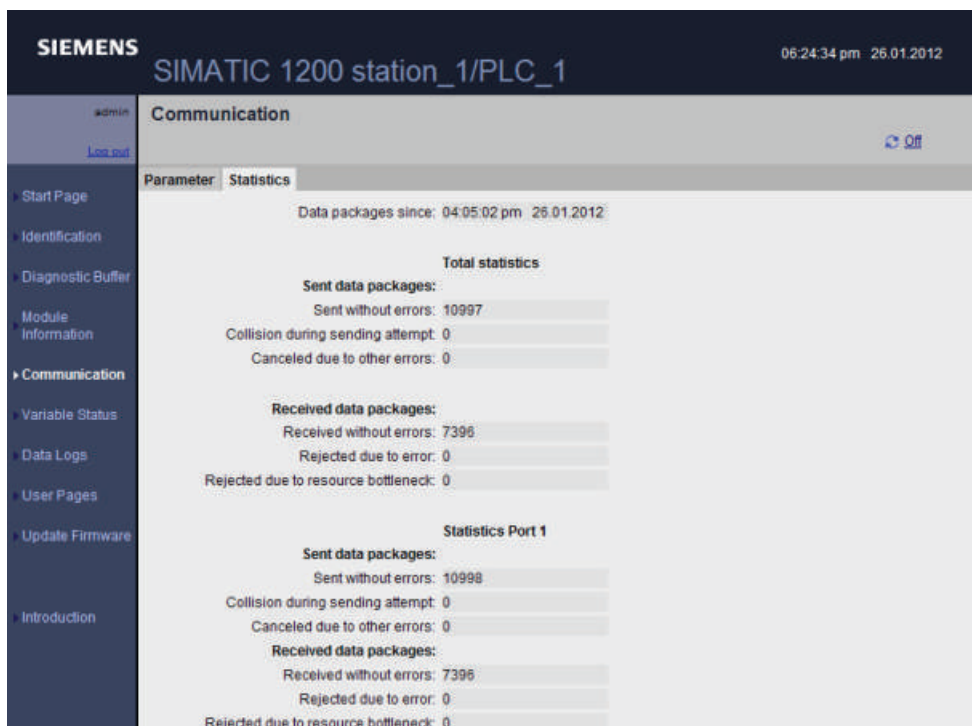 SIEMENS
SIMATIC 1200 station_1/PLC_1
06:24:34 pm 26.01.2012
admin
Log out
Communication
Off
Start Page
Identification
Diagnostic Buffer
Module
Information
Communication
Variable Status
Data Logs
User Pages
Update Firmware
Introduction
Parameter Statistics
Data packages since: 04:05:02 pm 26.01.2012
Total statistics
Sent data packages:
Sent without errors: 10997
Collision during sending attempt: 0
Canceled due to other errors: 0
Received data packages:
Received without errors: 7396
Rejected due to error: 0
Rejected due to resource bottleneck: 0
Statistics Port 1
Sent data packages:
Sent without errors: 10998
Collision during sending attempt: 0
Canceled due to other errors: 0
Received data packages:
Received without errors: 7396
Rejected due to error: 0
Rejected due to resource bottleneck: 0